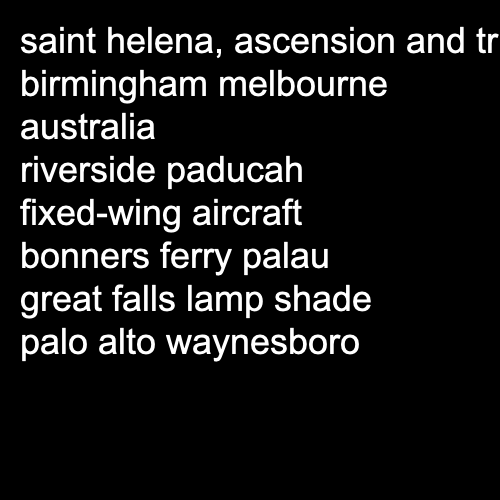 saint helena, ascension and tr
birmingham melbourne
australia
riverside paducah
fixed-wing aircraft
bonners ferry palau
great falls lamp shade
palo alto waynesboro